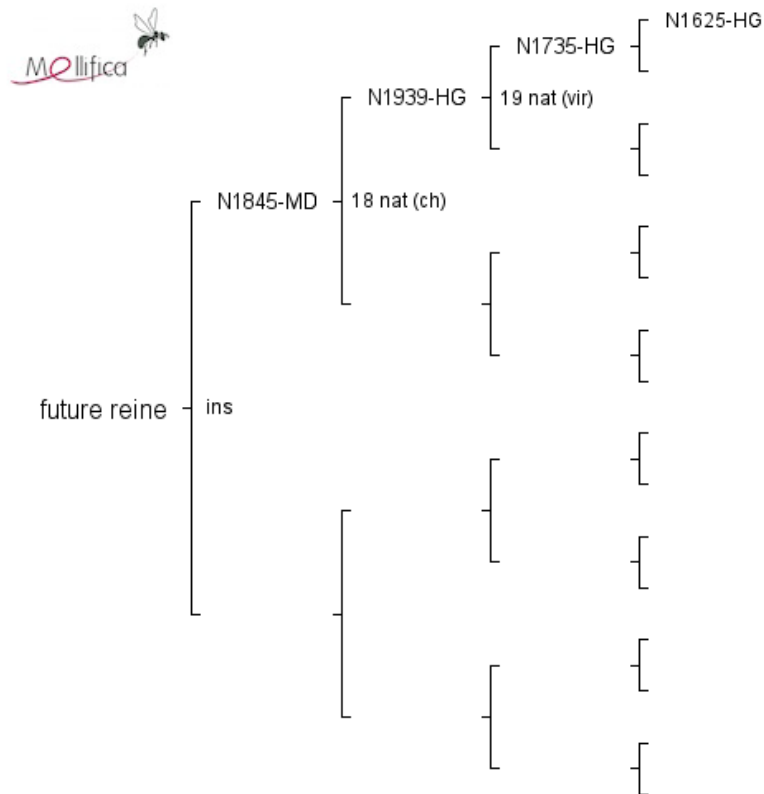 Mellifica
N1625-HG
N1735-HG
N1939-HG
19 nat (vir)
N1845-MD
18 nat (ch)
future reine
ins